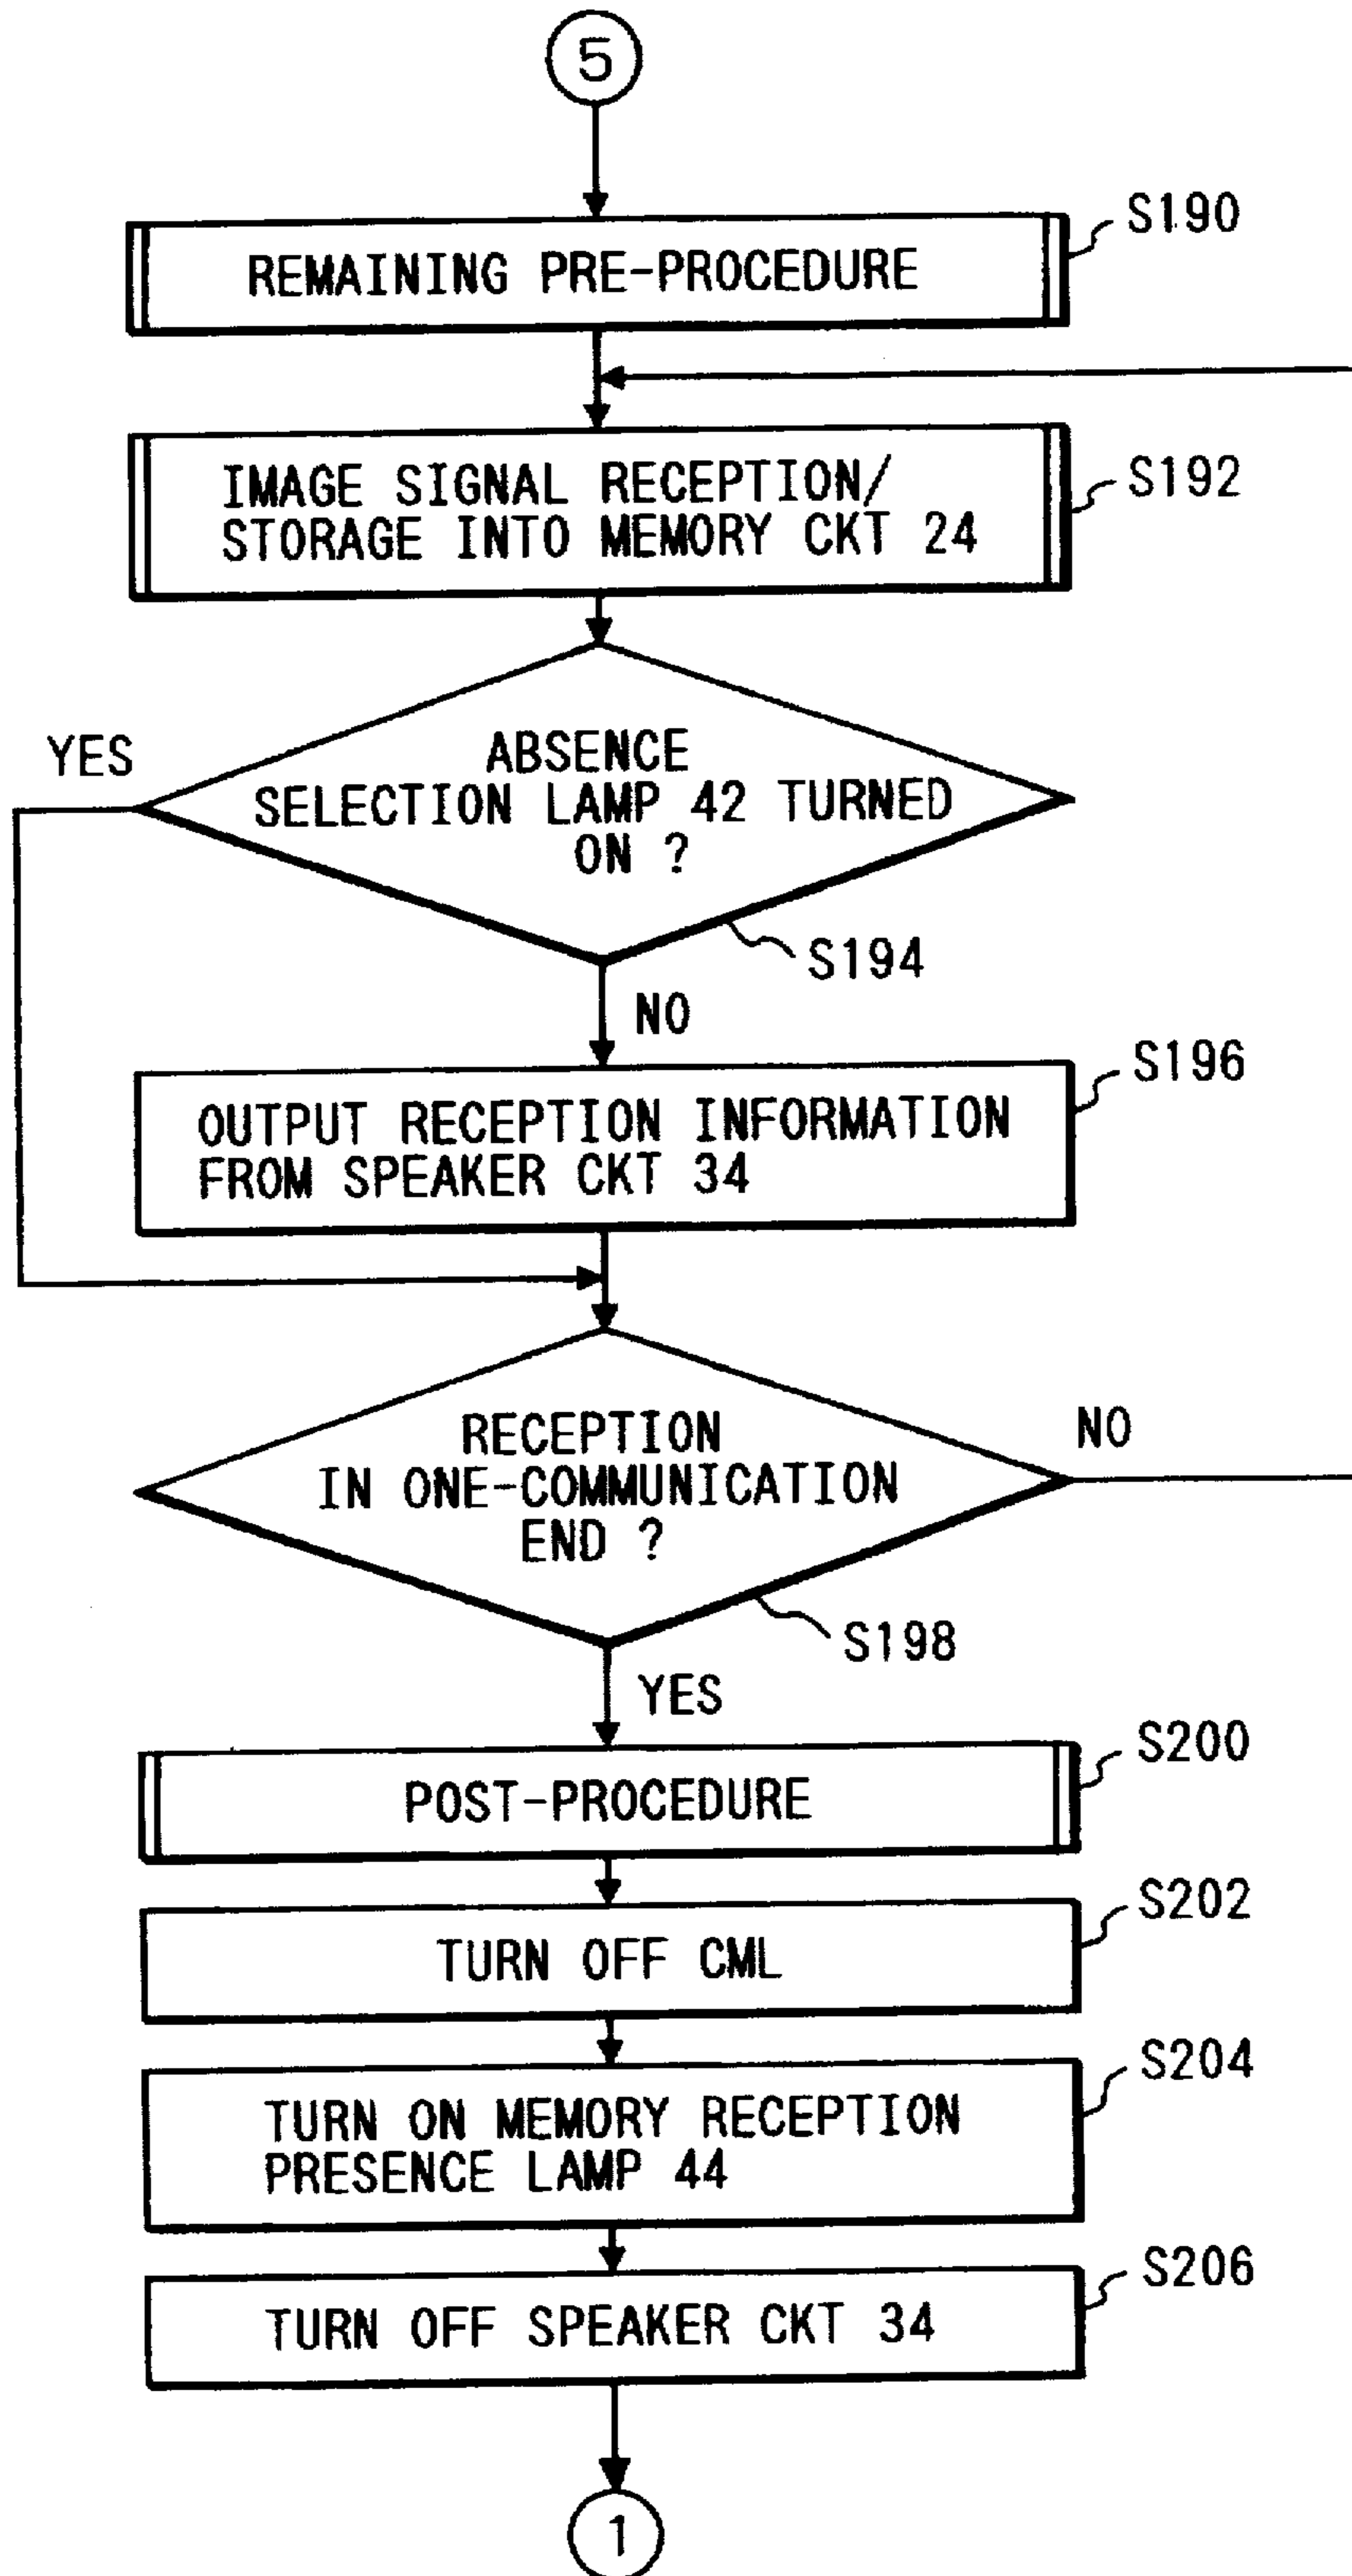 5
REMAINING PRE-PROCEDURE
S190
IMAGE SIGNAL RECEPTION/
STORAGE INTO MEMORY CKT 24
S192
YES
ABSENCE
SELECTION LAMP 42 TURNED
ON ?
S194
NO
OUTPUT RECEPTION INFORMATION
FROM SPEAKER CKT 34
S196
RECEPTION
IN ONE-COMMUNICATION
END ?
NO
S198
YES
POST-PROCEDURE
S200
TURN OFF CML
S202
TURN ON MEMORY RECEPTION
PRESENCE LAMP 44
S204
TURN OFF SPEAKER CKT 34
S206
1